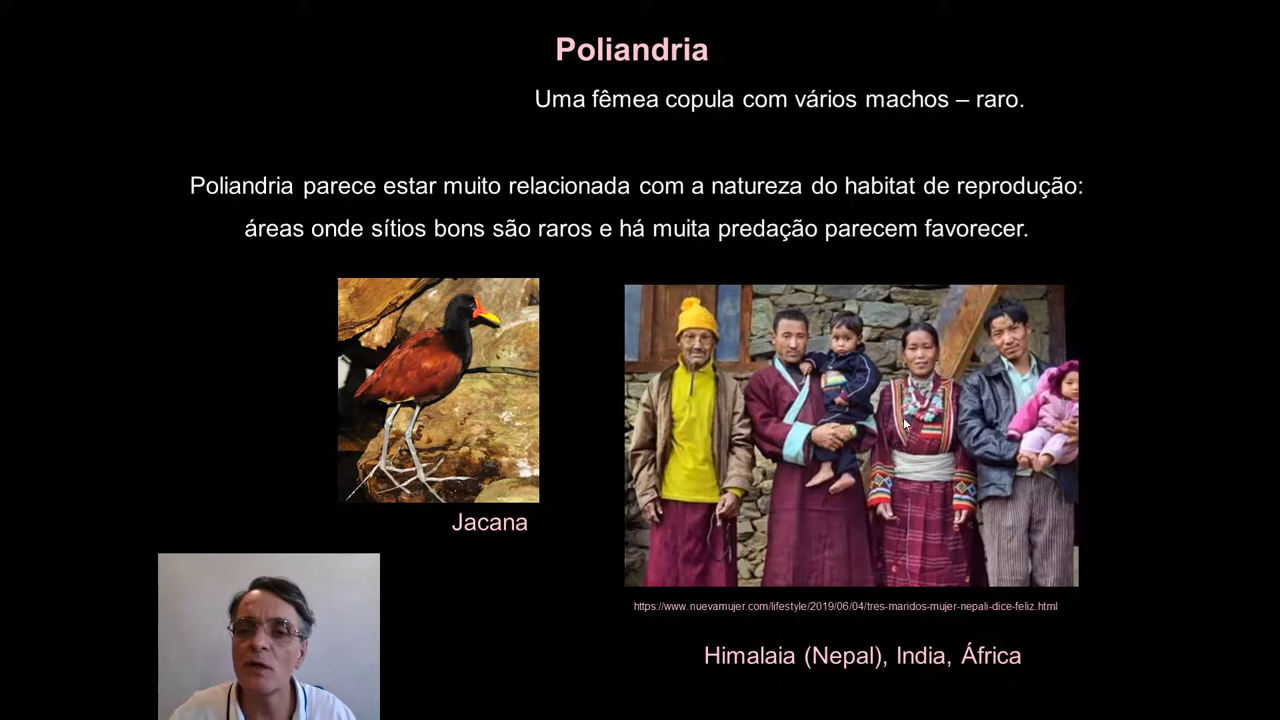 Poliandria
Uma fêmea copula com vários machos – raro.
Poliandria parece estar muito relacionada com a natureza do habitat de reprodução:
áreas onde sítios bons são raros e há muita predação parecem favorecer.
Jacana
https://www.nuevamujer.com/lifestyle/2019/06/04/tres-maridos-mujer-nepali-dice-feliz.html
Himalaia (Nepal), India, África